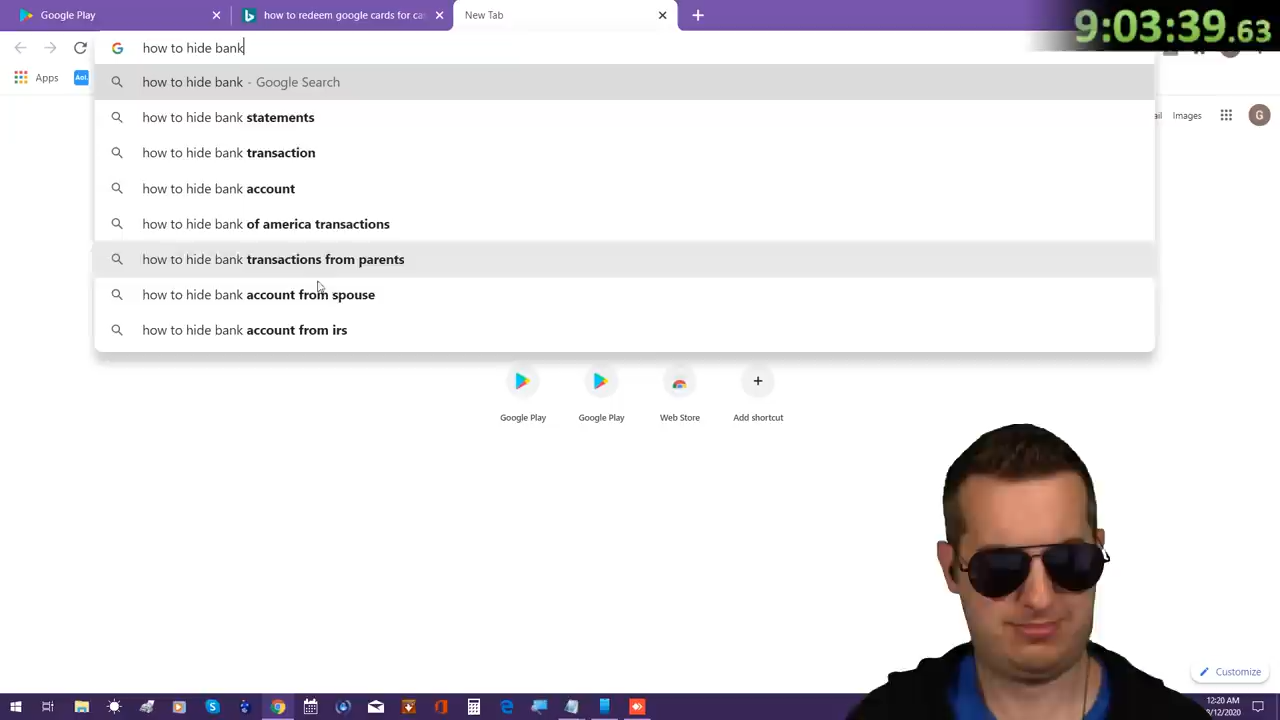 Google Play
how to redeem google cards for cas
New Tab
9:03:39.63
how to hide bank
Apps
Aol.
how to hide bank - Google Search
how to hide bank statements
Images
how to hide bank transaction
how to hide bank account
how to hide bank of america transactions
how to hide bank transactions from parents
how to hide bank account from spouse
how to hide bank account from irs
Google Play
Google Play
Web Store
Add shortcut
Customize
12:20 AM
/12/2020